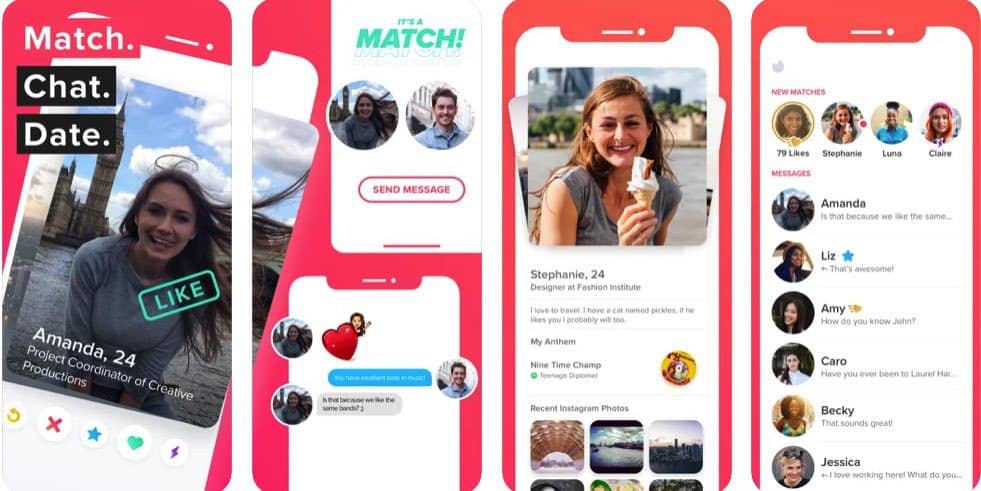 Match.
Chat.
Date.
LIKE
Amanda, 24
Project Coordinator of Creative
Productions
IT'S A
MATCH!
SEND MESSAGE
You have excellent taste in music!
Is that because we like the
same bands? ;)
Stephanie, 24
Designer at Fashion Institute
I love to travel. I have a cat named pickles, if he
likes you I probably will too.
My Anthem
Nine Time Champ
Teenage Diplomat
Recent Instagram Photos
NEW MATCHES
79 Likes
Stephanie
Luna
Claire
MESSAGES
Amanda
Is that because we like the same...
Liz
That's awesome!
Amy
How do you know John?
Caro
Have you ever been to Laurel Har...
Becky
That sounds great!
Jessica
I love working here! What do you...